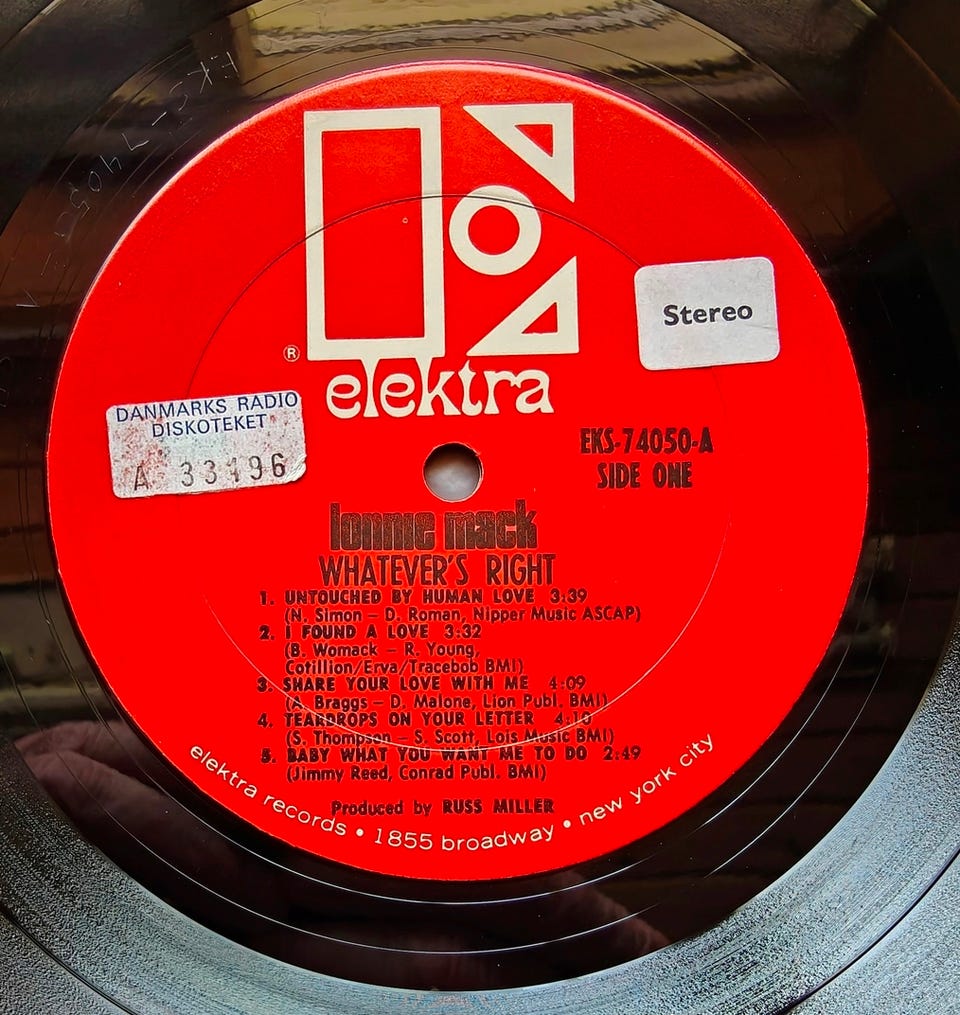 ®
elektra
Stereo
DANMARKS RADIO
DISKOTEKET
A 33196
EKS-74050-A
SIDE ONE
lonnie mack
WHATEVER'S RIGHT
1. UNTOUCHED BY HUMAN LOVE 3:39
(N. Simon – D. Roman, Nipper Music ASCAP)
2. I FOUND A LOVE 3:32
(B. Womack – R. Young,
Cotillion/Erva/Tracebob BMI)
3. SHARE YOUR LOVE WITH ME 4:09
(A. Braggs – D. Malone, Lion Publ. BMI)
4. TEARDROPS ON YOUR LETTER 4:10
(S. Thompson – S. Scott, Lois Music BMI)
5. BABY WHAT YOU WANT ME TO DO 2:49
(Jimmy Reed, Conrad Publ. BMI)
Produced by RUSS MILLER
elektra records • 1855 broadway • new york city